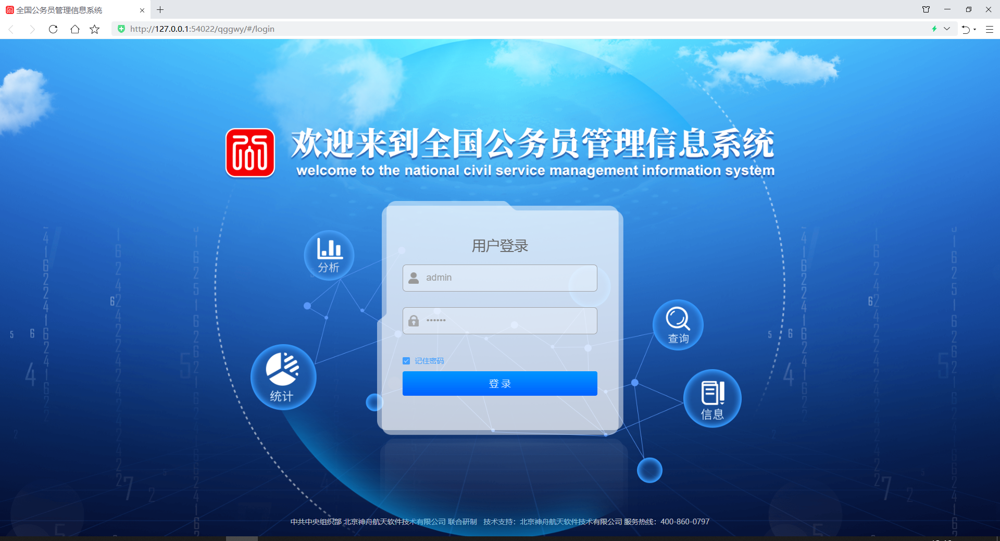 全国公务员管理信息系统
http://127.0.0.1:54022/qggwy/#/login
欢迎来到全国公务员管理信息系统
welcome to the national civil service management information system
用户登录
分析
admin
••••••
查询
记住密码
登 录
统计
信息
中共中央组织部 北京神舟航天软件技术有限公司 联合研制 技术支持：北京神舟航天软件技术有限公司 服务热线：400-860-0797